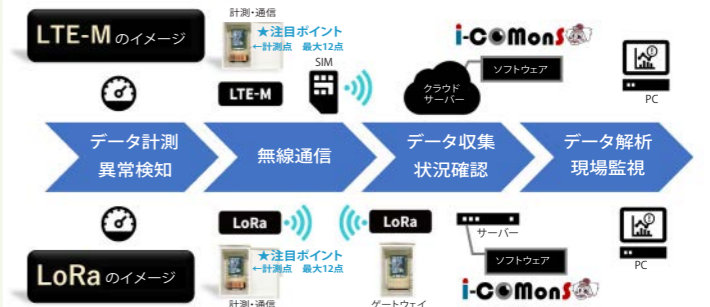 計測・通信
LTE-M のイメージ
★注目ポイント
←計測点 最大12点
i-COMonS
SIM
ソフトウェア
LTE-M
クラウド
サーバー
PC
データ計測
異常検知
無線通信
データ収集
状況確認
データ解析
現場監視
LoRa
LoRa
サーバー
★注目ポイント
←計測点 最大12点
ソフトウェア
PC
LoRa のイメージ
i-COMonS
計測・通信
ゲートウェイ